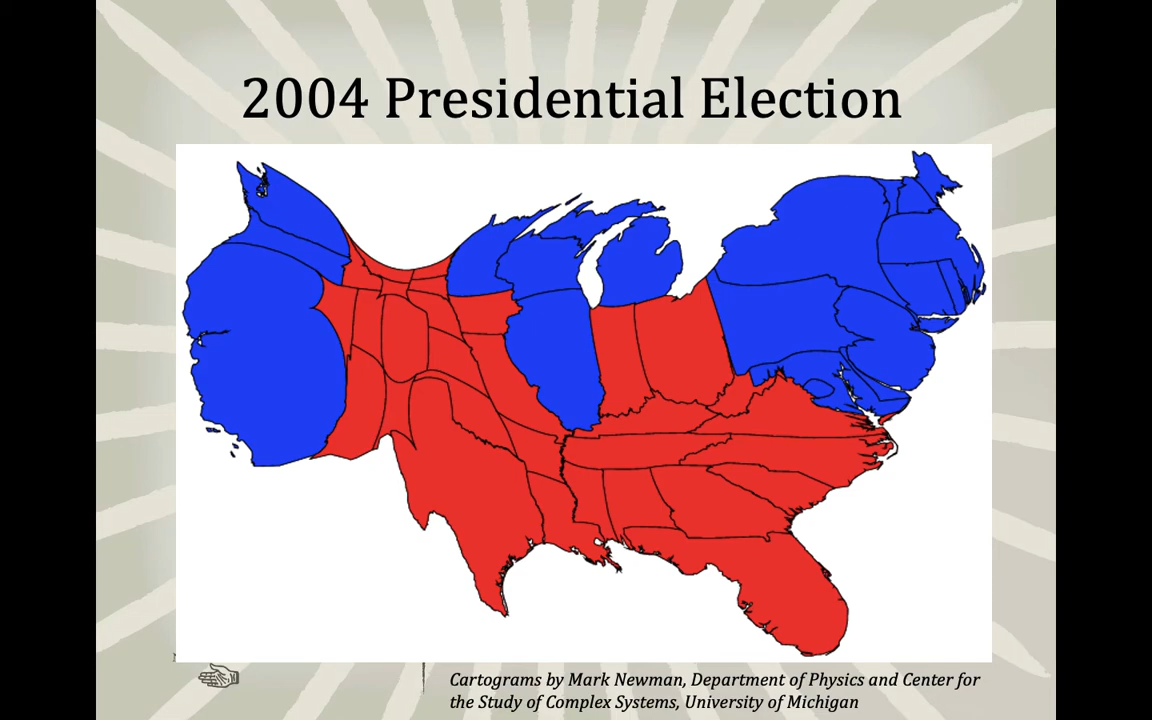 2004 Presidential Election
Cartograms by Mark Newman, Department of Physics and Center for
the Study of Complex Systems, University of Michigan